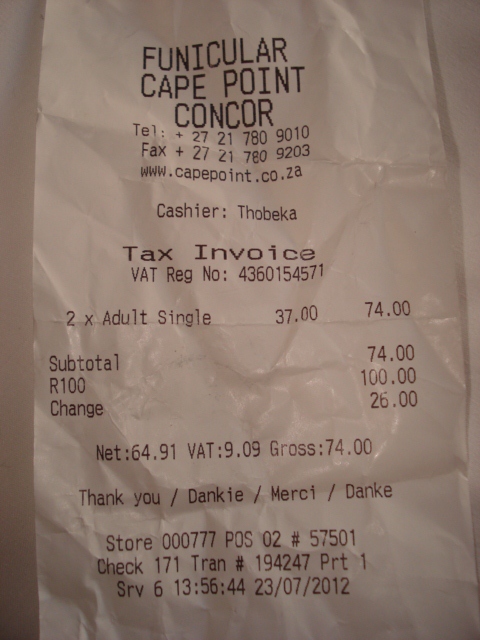 FUNICULAR
CAPE POINT
CONCOR
Tel: + 27 21 780 9010
Fax + 27 21 780 9203
www.capepoint.co.za
Cashier: Thobeka
Tax Invoice
VAT Reg No: 4360154571
2 x Adult Single 37.00 74.00
Subtotal 74.00
R100 100.00
Change 26.00
Net:64.91 VAT:9.09 Gross:74.00
Thank you / Dankie / Merci / Danke
Store 000777 POS 02 # 57501
Check 171 Tran # 194247 Prt 1
Srv 6 13:56:44 23/07/2012